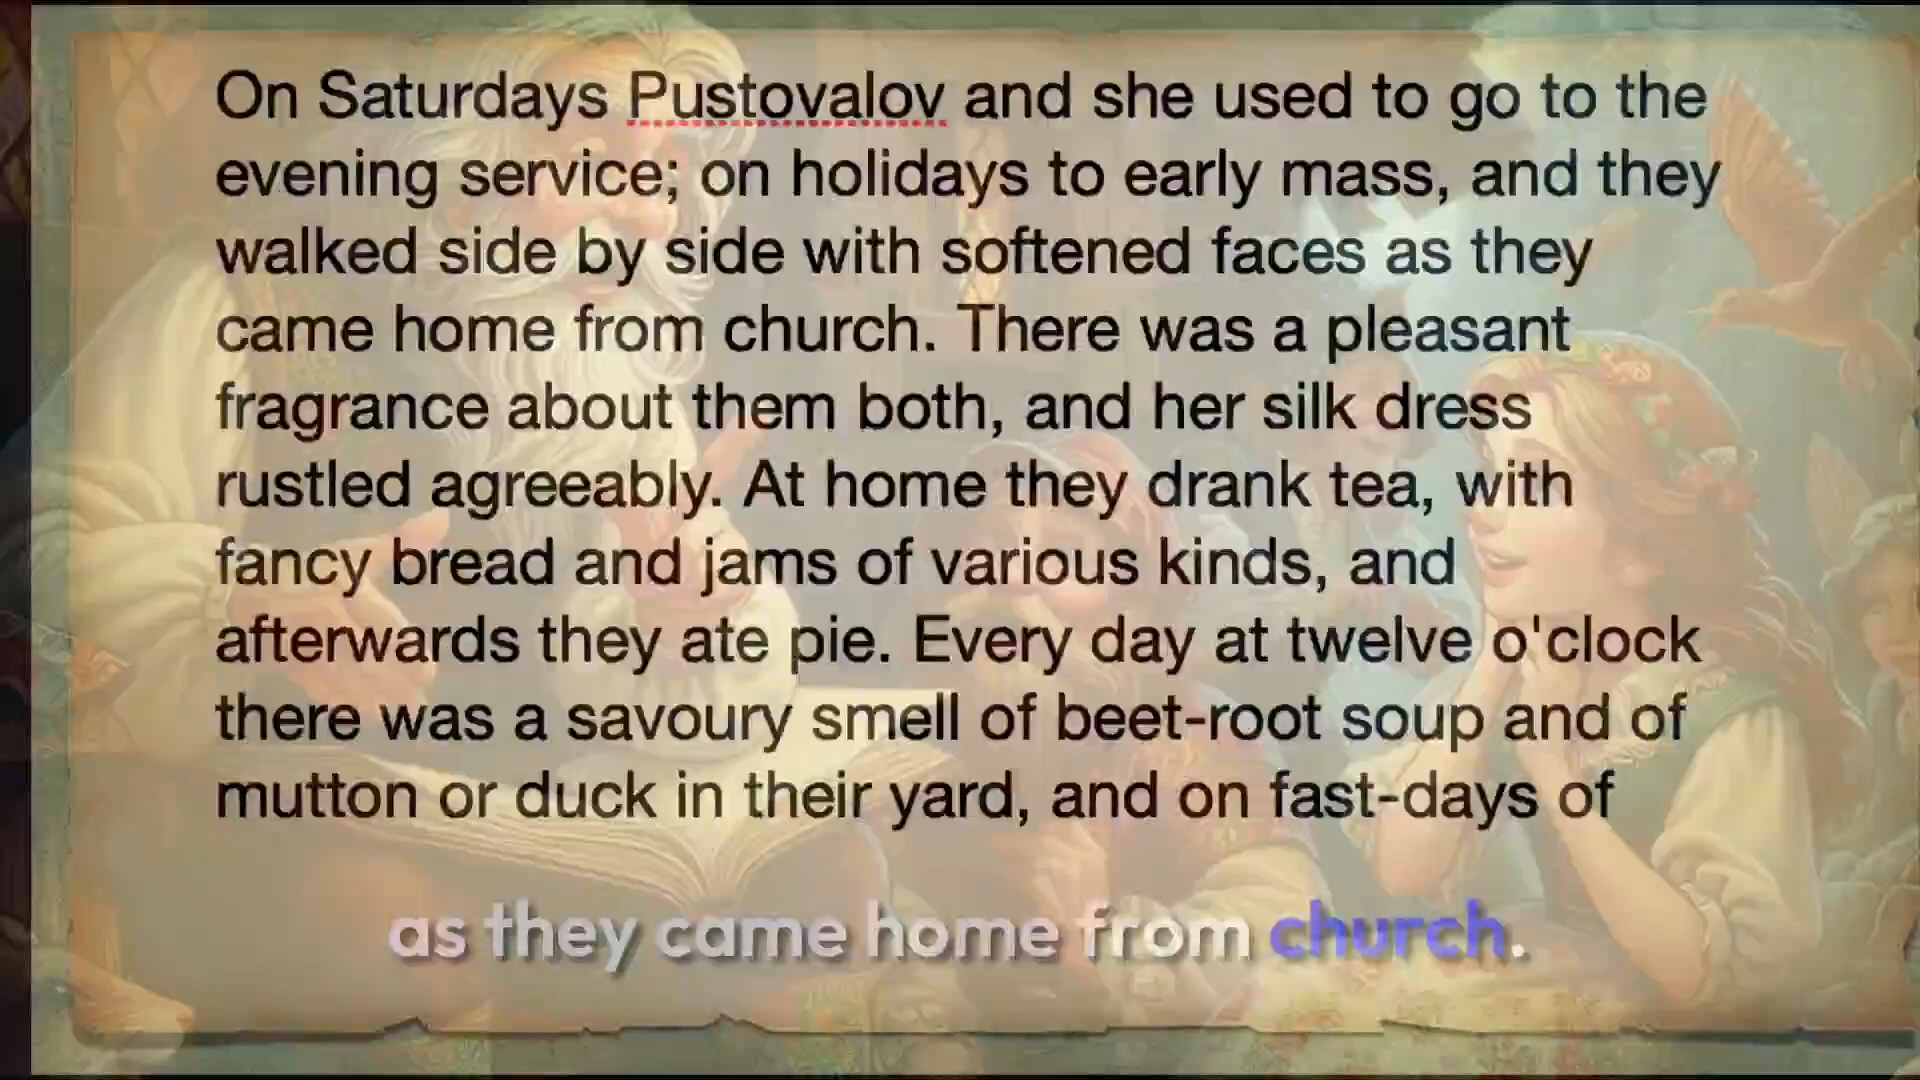 On Saturdays Pustovalov and she used to go to the
evening service; on holidays to early mass, and they
walked side by side with softened faces as they
came home from church. There was a pleasant
fragrance about them both, and her silk dress
rustled agreeably. At home they drank tea, with
fancy bread and jams of various kinds, and
afterwards they ate pie. Every day at twelve o'clock
there was a savoury smell of beet-root soup and of
mutton or duck in their yard, and on fast-days of
as they came home from church.